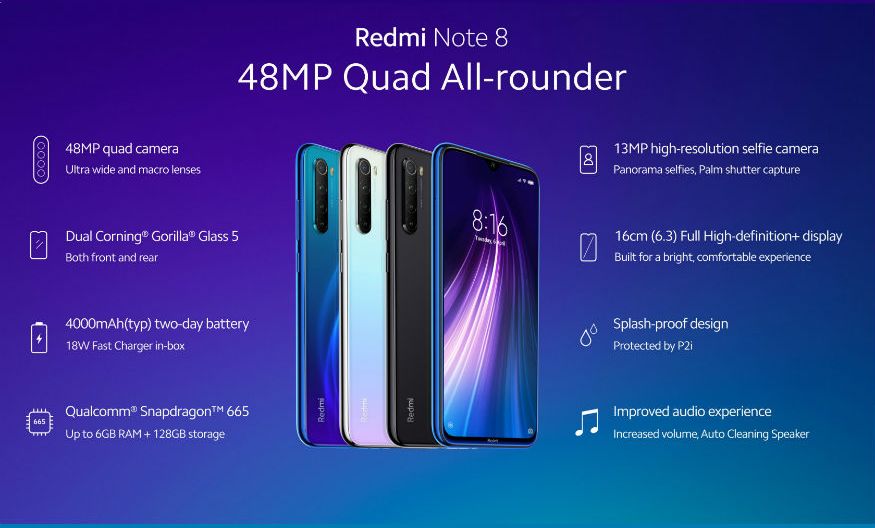 Redmi Note 8
48MP Quad All-rounder
48MP quad camera
Ultra wide and macro lenses
Dual Corning® Gorilla® Glass 5
Both front and rear
4000mAh(typ) two-day battery
18W Fast Charger in-box
665
Qualcomm® Snapdragon™ 665
Up to 6GB RAM + 128GB storage
Redmi
Redmi
Redmi
8:16
Tuesday, 6 April
Redmi
13MP high-resolution selfie camera
Panorama selfies, Palm shutter capture
16cm (6.3) Full High-definition+ display
Built for a bright, comfortable experience
Splash-proof design
Protected by P2i
Improved audio experience
Increased volume, Auto Cleaning Speaker